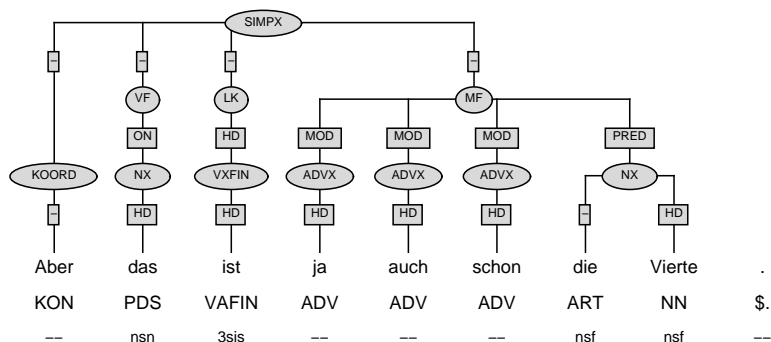 SIMPX
– – – –
VF LK MF
ON HD MOD MOD MOD PRED
KOORD NX VXFIN ADVX ADVX ADVX NX
– HD HD HD HD HD – HD
Aber das ist ja auch schon die Vierte .
KON PDS VAFIN ADV ADV ADV ART NN $.
–– nsn 3sis –– –– –– nsf nsf ––